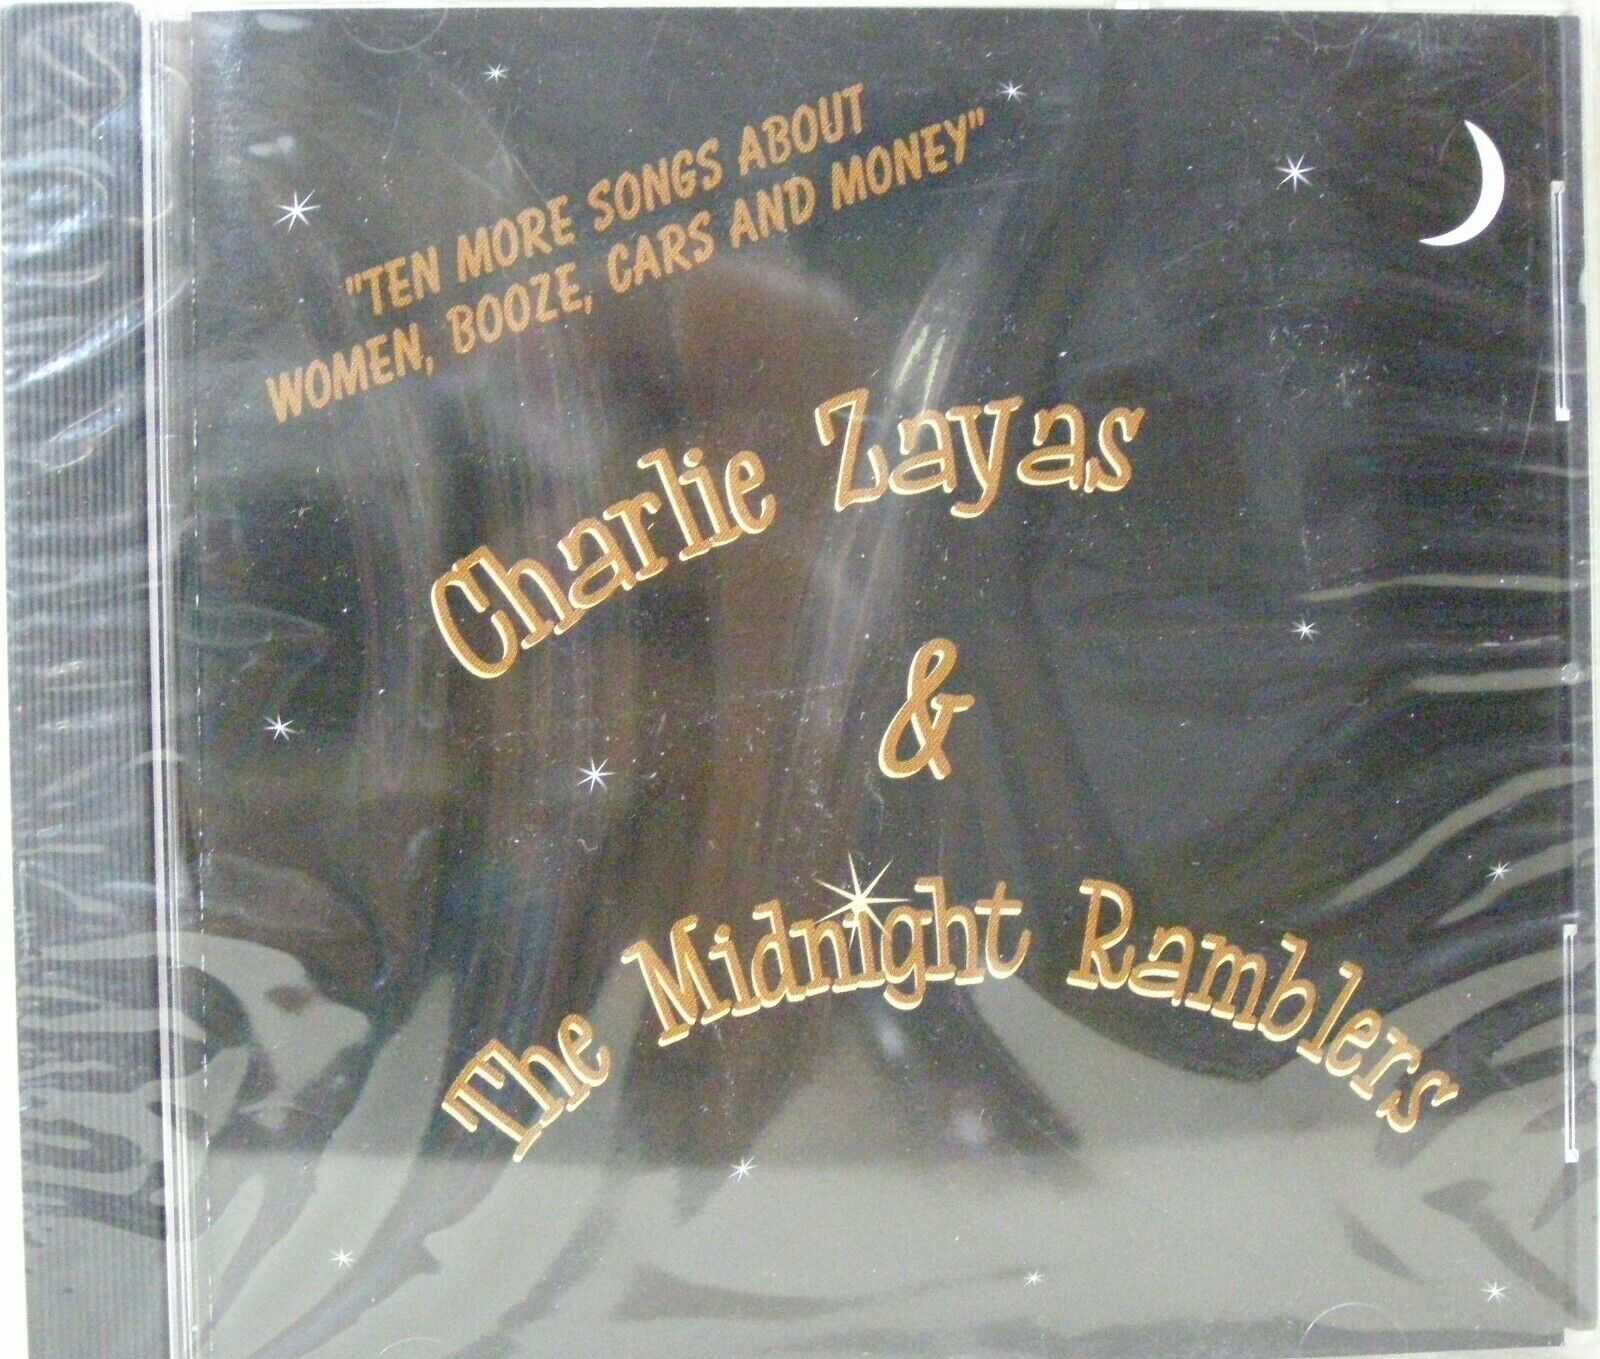 "TEN MORE SONGS ABOUT
WOMEN, BOOZE, CARS AND MONEY"
Charlie Zayas
&
The Midnight Ramblers